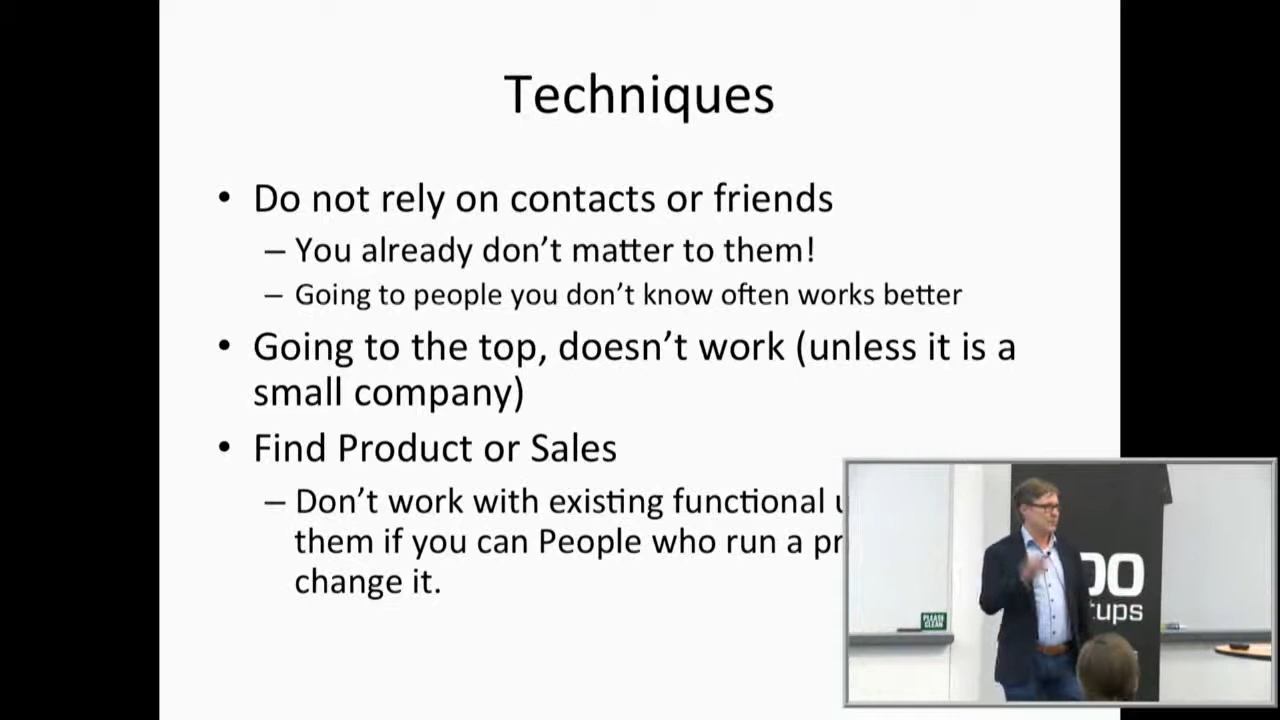 Techniques
• Do not rely on contacts or friends
– You already don't matter to them!
– Going to people you don't know often works better
• Going to the top, doesn't work (unless it is a
small company)
• Find Product or Sales
– Don't work with existing functional
them if you can People who run a
change it.
PLEASE
CLEAN